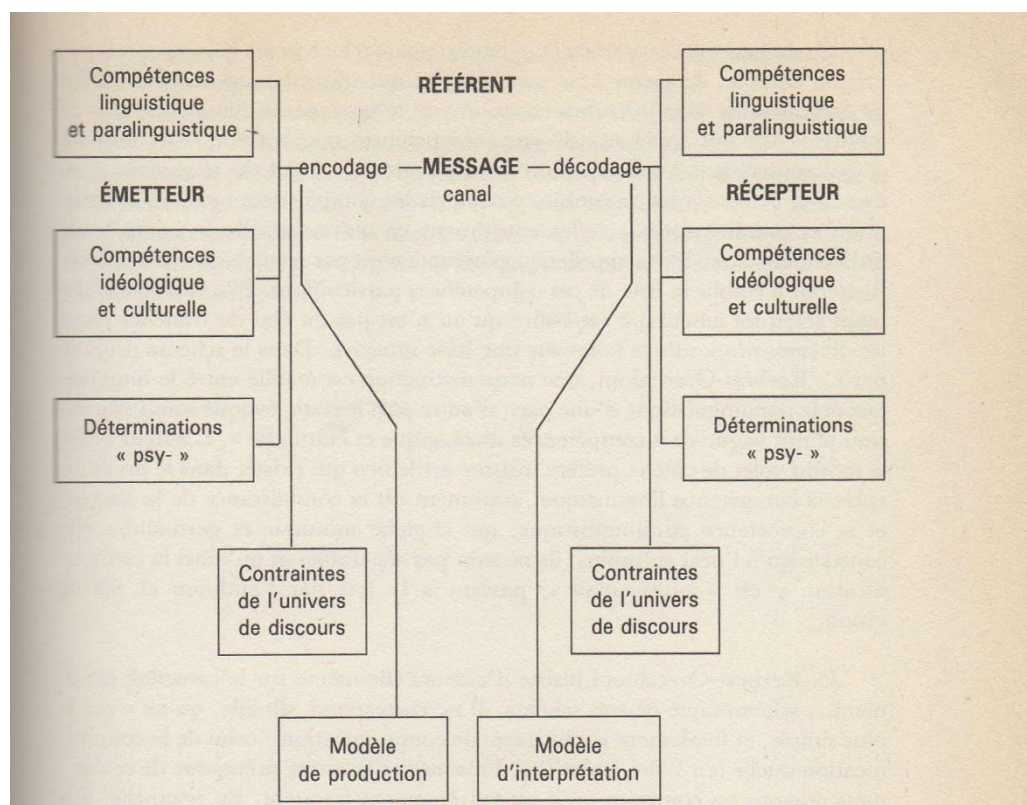 Compétences
linguistique
et paralinguistique
RÉFÉRENT
Compétences
linguistique
et paralinguistique
encodage — MESSAGE — décodage
canal
ÉMETTEUR
RÉCEPTEUR
Compétences
idéologique
et culturelle
Compétences
idéologique
et culturelle
Déterminations
« psy- »
Déterminations
« psy- »
Contraintes
de l'univers
de discours
Contraintes
de l'univers
de discours
Modèle
de production
Modèle
d'interprétation